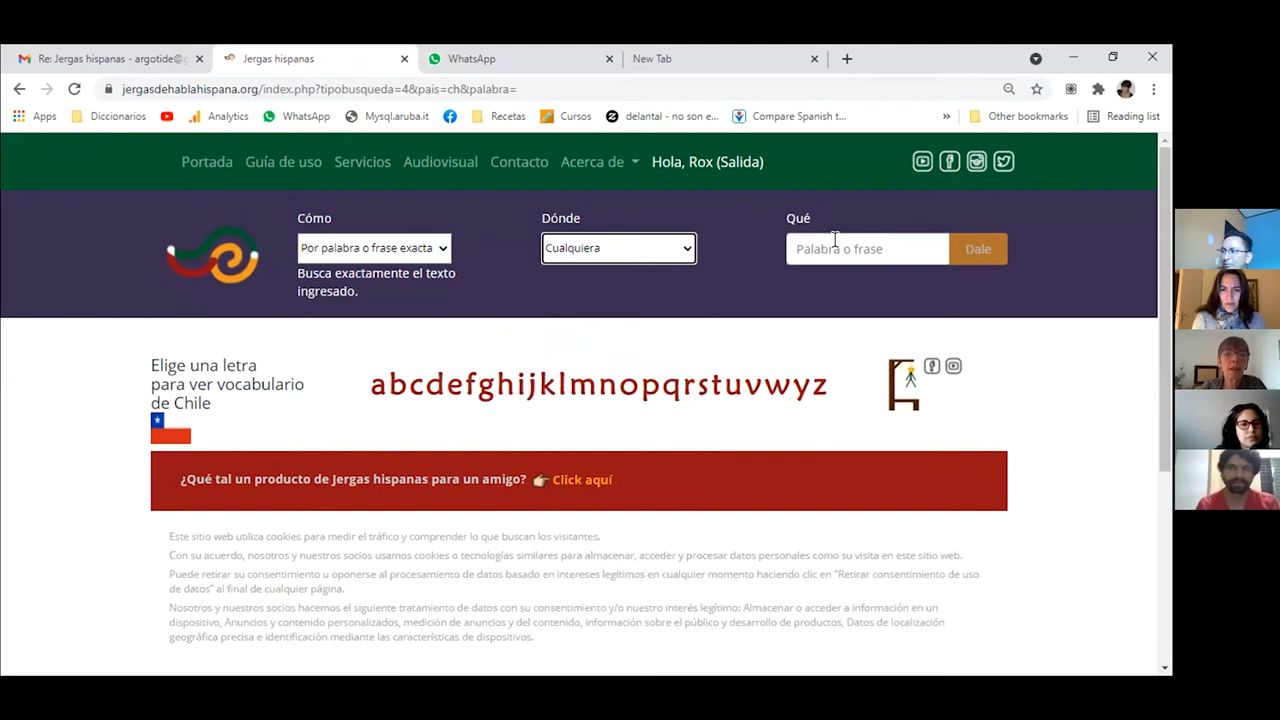 Re: Jergas hispanas - argotide@g
Jergas hispanas
WhatsApp
New Tab
jergasdehablahispana.org/index.php?tipobusqueda=4&pais=ch&palabra=
Apps
Diccionarios
Analytics
WhatsApp
Mysql.aruba.it
Recetas
Cursos
delantal - no son e...
Compare Spanish t...
»
Other bookmarks
Reading list
Portada
Guía de uso
Servicios
Audiovisual
Contacto
Acerca de
Hola, Rox (Salida)
Cómo
Dónde
Qué
Por palabra o frase exacta
Cualquiera
Palabra o frase
Dale
Busca exactamente el texto
ingresado.
Elige una letra
para ver vocabulario
de Chile
abcdefghijklmnopqrstuvwxyz
¿Qué tal un producto de Jergas hispanas para un amigo? Click aquí
Este sitio web utiliza cookies para medir el tráfico y comprender lo que buscan los visitantes.
Con su acuerdo, nosotros y nuestros socios usamos cookies o tecnologías similares para almacenar, acceder y procesar datos personales como su visita en este sitio web.
Puede retirar su consentimiento u oponerse al procesamiento de datos basado en intereses legítimos en cualquier momento haciendo clic en "Retirar consentimiento de uso
de datos" al final de cualquier página.
Nosotros y nuestros socios hacemos el siguiente tratamiento de datos con su consentimiento y/o nuestro interés legítimo: Almacenar o acceder a información en un
dispositivo, Anuncios y contenido personalizados, medición de anuncios y del contenido, información sobre el público y desarrollo de productos, Datos de localización
geográfica precisa e identificación mediante las características de dispositivos.